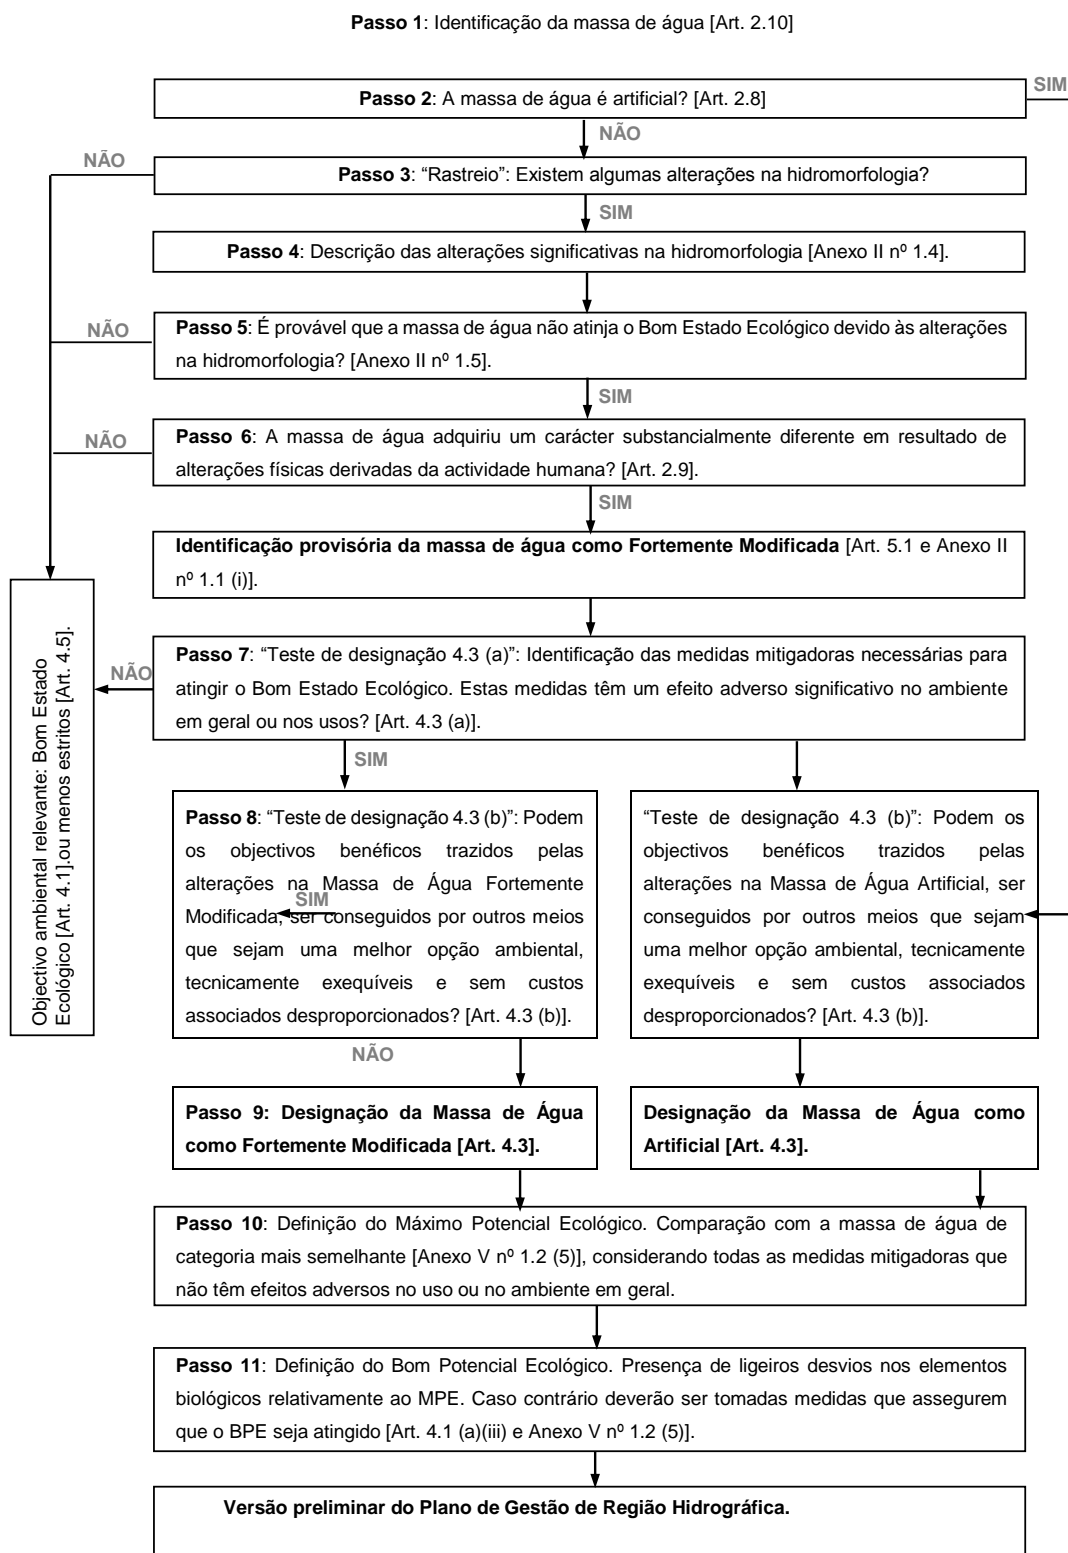 Passo 1: Identificação da massa de água [Art. 2.10]
SIM
Passo 2: A massa de água é artificial? [Art. 2.8]
NÃO
NÃO
Passo 3: “Rastreio”: Existem algumas alterações na hidromorfologia?
SIM
Passo 4: Descrição das alterações significativas na hidromorfologia [Anexo II nº 1.4].
NÃO
Passo 5: É provável que a massa de água não atinja o Bom Estado Ecológico devido às alterações
na hidromorfologia? [Anexo II nº 1.5].
SIM
NÃO
Passo 6: A massa de água adquiriu um carácter substancialmente diferente em resultado de
alterações físicas derivadas da actividade humana? [Art. 2.9].
SIM
Identificação provisória da massa de água como Fortemente Modificada [Art. 5.1 e Anexo II
nº 1.1 (i)].
Objectivo ambiental relevante: Bom Estado
Ecológico [Art. 4.1],ou menos estritos [Art. 4.5].
NÃO
Passo 7: “Teste de designação 4.3 (a)”: Identificação das medidas mitigadoras necessárias para
atingir o Bom Estado Ecológico. Estas medidas têm um efeito adverso significativo no ambiente
em geral ou nos usos? [Art. 4.3 (a)].
SIM
Passo 8: “Teste de designação 4.3 (b)”: Podem
os objectivos benéficos trazidos pelas
alterações na Massa de Água Fortemente
SIM
Modificada, ser conseguidos por outros meios
que sejam uma melhor opção ambiental,
tecnicamente exequíveis e sem custos
associados desproporcionados? [Art. 4.3 (b)].
“Teste de designação 4.3 (b)”: Podem os
objectivos benéficos trazidos pelas
alterações na Massa de Água Artificial, ser
conseguidos por outros meios que sejam
uma melhor opção ambiental, tecnicamente
exequíveis e sem custos associados
desproporcionados? [Art. 4.3 (b)].
NÃO
Passo 9: Designação da Massa de Água
como Fortemente Modificada [Art. 4.3].
Designação da Massa de Água como
Artificial [Art. 4.3].
Passo 10: Definição do Máximo Potencial Ecológico. Comparação com a massa de água de
categoria mais semelhante [Anexo V nº 1.2 (5)], considerando todas as medidas mitigadoras que
não têm efeitos adversos no uso ou no ambiente em geral.
Passo 11: Definição do Bom Potencial Ecológico. Presença de ligeiros desvios nos elementos
biológicos relativamente ao MPE. Caso contrário deverão ser tomadas medidas que assegurem
que o BPE seja atingido [Art. 4.1 (a)(iii) e Anexo V nº 1.2 (5)].
Versão preliminar do Plano de Gestão de Região Hidrográfica.